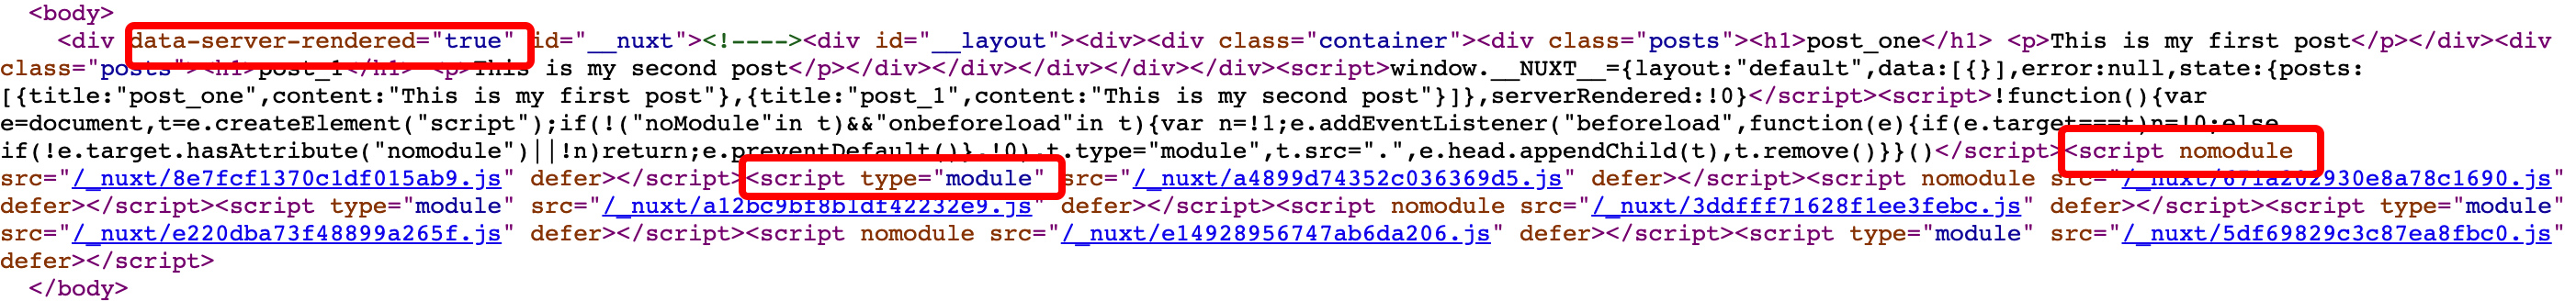 <body>
<div data-server-rendered="true" id="__nuxt"><!----><div id="__layout"><div><div class="container"><div class="posts"><h1>post_one</h1> <p>This is my first post</p></div><div
class="posts"><h1>post_1</h1> <p>This is my second post</p></div></div></div></div></div><script>window.__NUXT__={layout:"default",data:[{}],error:null,state:{posts:
[{title:"post_one",content:"This is my first post"},{title:"post_1",content:"This is my second post"}]},serverRendered:!0}</script><script>!function(){var
e=document,t=e.createElement("script");if(!("noModule"in t)&&"onbeforeload"in t){var n=!1;e.addEventListener("beforeload",function(e){if(e.target===t)n=!0;else
if(!e.target.hasAttribute("nomodule")||!n)return;e.preventDefault()},!0),t.type="module",t.src=".",e.head.appendChild(t),t.remove()}}()</script><script nomodule
src="/_nuxt/8e7fcf1370c1df015ab9.js" defer></script><script type="module" src="/_nuxt/a4899d74352c036369d5.js" defer></script><script nomodule src="/_nuxt/671a202930e8a78c1690.js"
defer></script><script type="module" src="/_nuxt/a12bc9bf8b1df42232e9.js" defer></script><script nomodule src="/_nuxt/3ddfff71628f1ee3febc.js" defer></script><script type="module"
src="/_nuxt/e220dba73f48899a265f.js" defer></script><script nomodule src="/_nuxt/e14928956747ab6da206.js" defer></script><script type="module" src="/_nuxt/5df69829c3c87ea8fbc0.js"
defer></script>
</body>